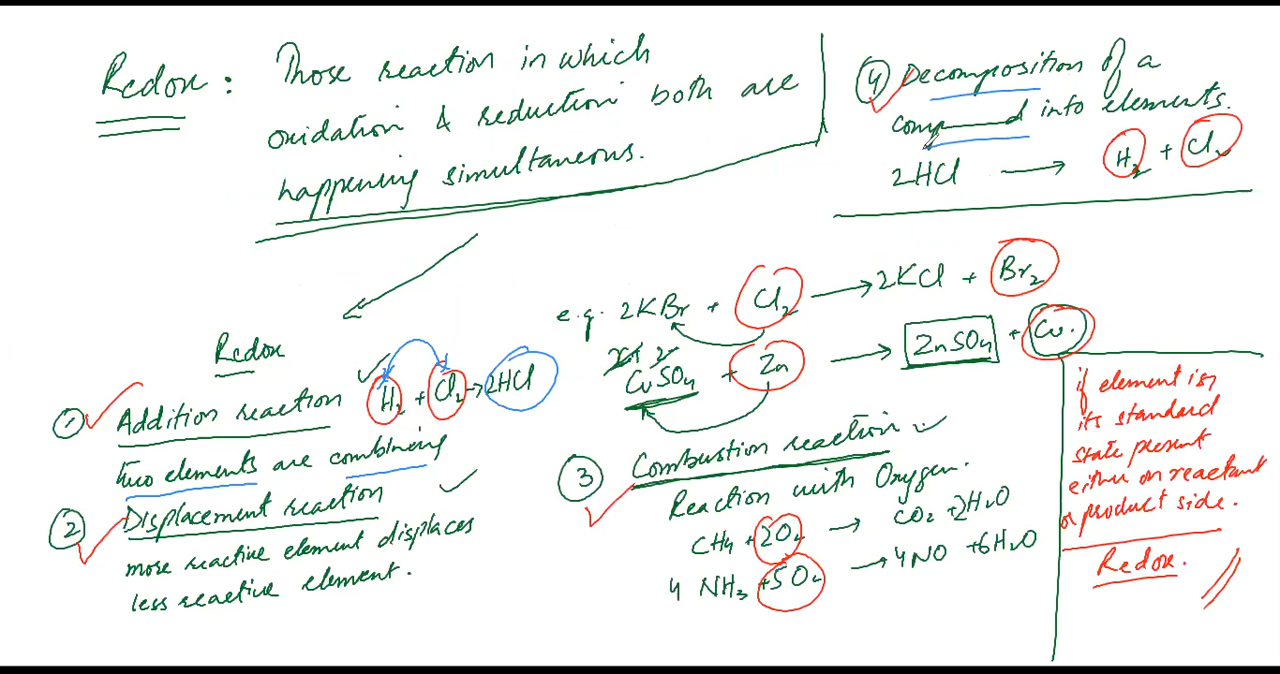 Redox : Those reaction in which
oxidation & reduction both are
happening simultaneous.
④ Decomposition of a
compound into elements.
2HCl → H₂ + Cl₂
Redox
① Addition reaction H₂ + Cl₂ → 2HCl
two elements are combining
② Displacement reaction
more reactive element displaces
less reactive element.
e.g. 2KBr + Cl₂ → 2KCl + Br₂
CuSO₄ + Zn → ZnSO₄ + Cu.
③ Combustion reaction
Reaction with Oxygen.
CH₄ + 2O₂ → CO₂ + 2H₂O
4 NH₃ + 5O₂ → 4NO + 6H₂O
if element is
its standard
state present
either on reactant
or product side.
Redox.